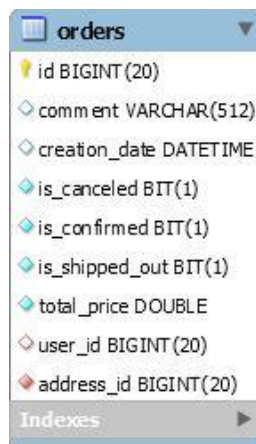 orders
id BIGINT(20)
comment VARCHAR(512)
creation_date DATETIME
is_canceled BIT(1)
is_confirmed BIT(1)
is_shipped_out BIT(1)
total_price DOUBLE
user_id BIGINT(20)
address_id BIGINT(20)
Indexes